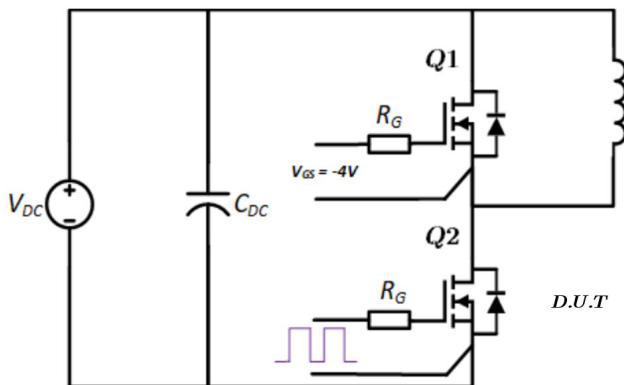 Q1
R_G
V_GS = -4V
V_DC
+
-
C_DC
Q2
R_G
D.U.T